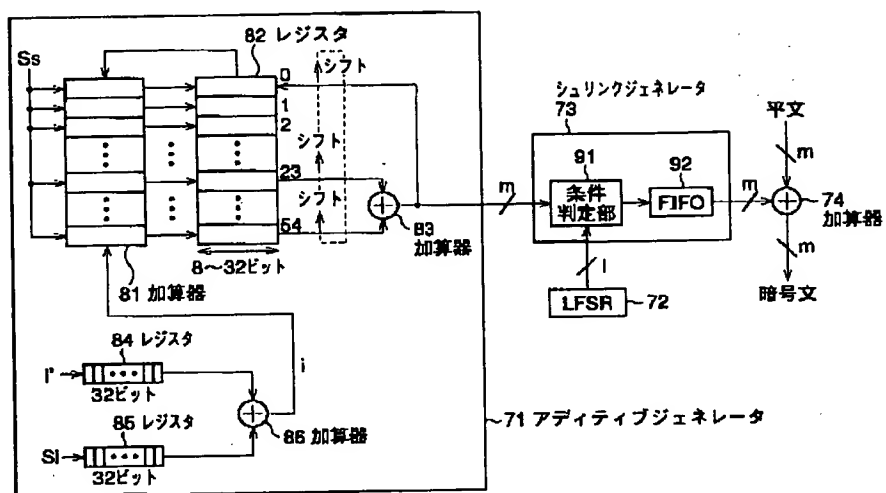 Ss
82 レジスタ
0
1
2
23
54
シフト
シフト
シフト
83
加算器
8〜32ビット
81 加算器
84 レジスタ
I'
32ビット
i
85 レジスタ
Si
32ビット
86 加算器
71 アディティブジェネレータ
m
シュリンクジェネレータ
73
91
条件
判定部
92
FIFO
l
LFSR
72
平文
m
m
74
加算器
m
暗号文